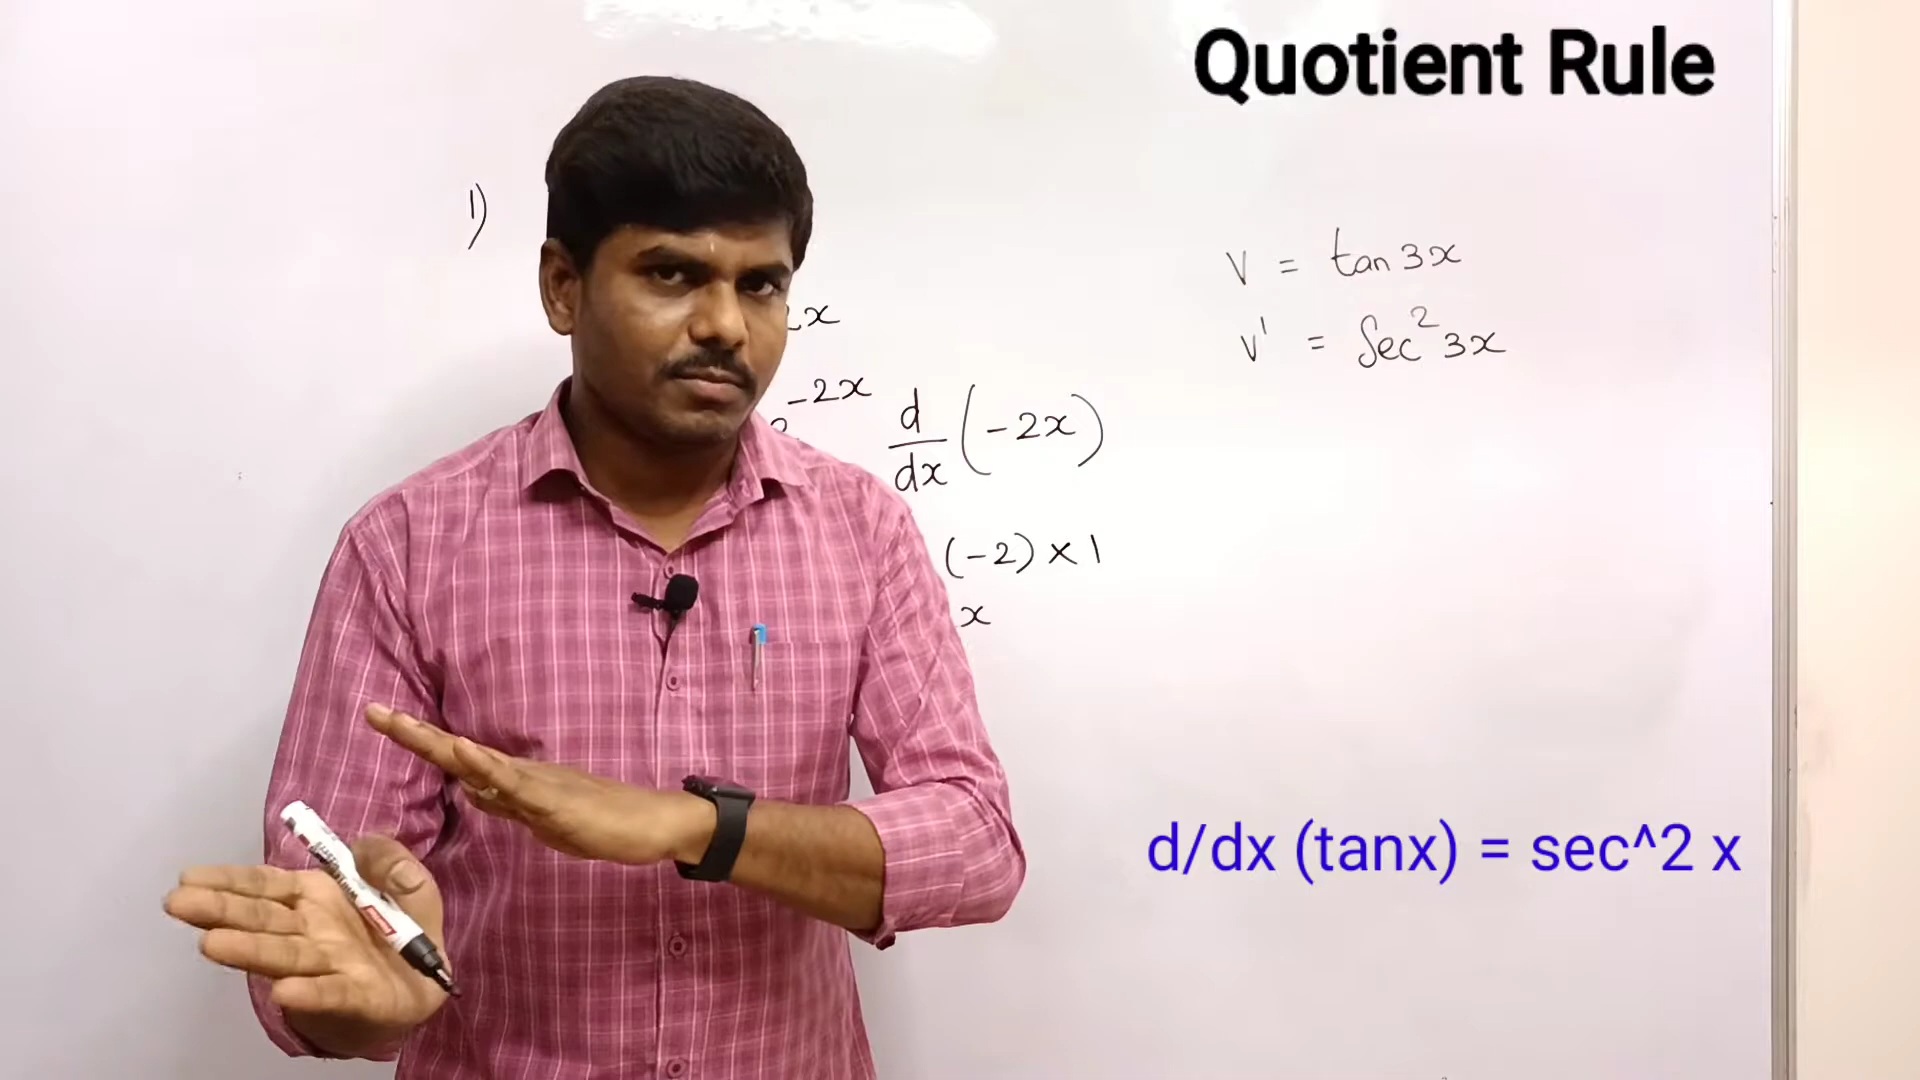 Quotient Rule
1)
v = tan 3x
v' = Sec² 3x
x
-2x d/dx (-2x)
(-2) × 1
x
d/dx (tanx) = sec^2 x